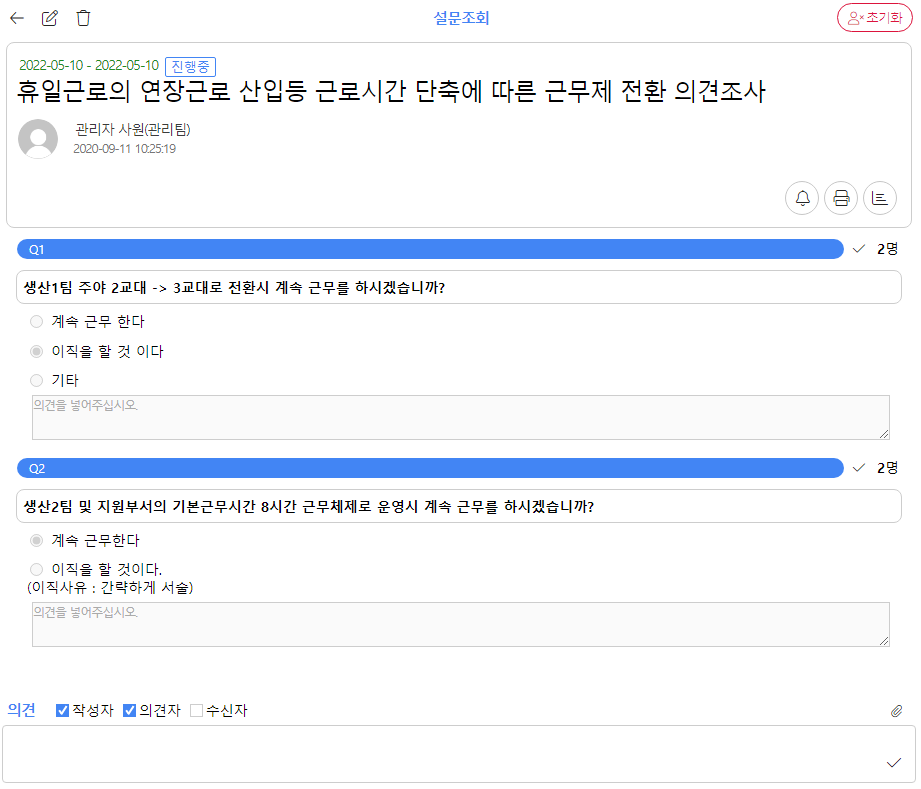 설문조회
초기화
2022-05-10 - 2022-05-10 진행중
휴일근로의 연장근로 산입등 근로시간 단축에 따른 근무제 전환 의견조사
관리자 사원(관리팀)
2020-09-11 10:25:19
Q1 2명
생산1팀 주야 2교대 -> 3교대로 전환시 계속 근무를 하시겠습니까?
계속 근무 한다
이직을 할 것 이다
기타
의견을 넣어주십시오.
Q2 2명
생산2팀 및 지원부서의 기본근무시간 8시간 근무체제로 운영시 계속 근무를 하시겠습니까?
계속 근무한다
이직을 할 것이다.
(이직사유 : 간략하게 서술)
의견을 넣어주십시오.
의견 작성자 의견자 수신자